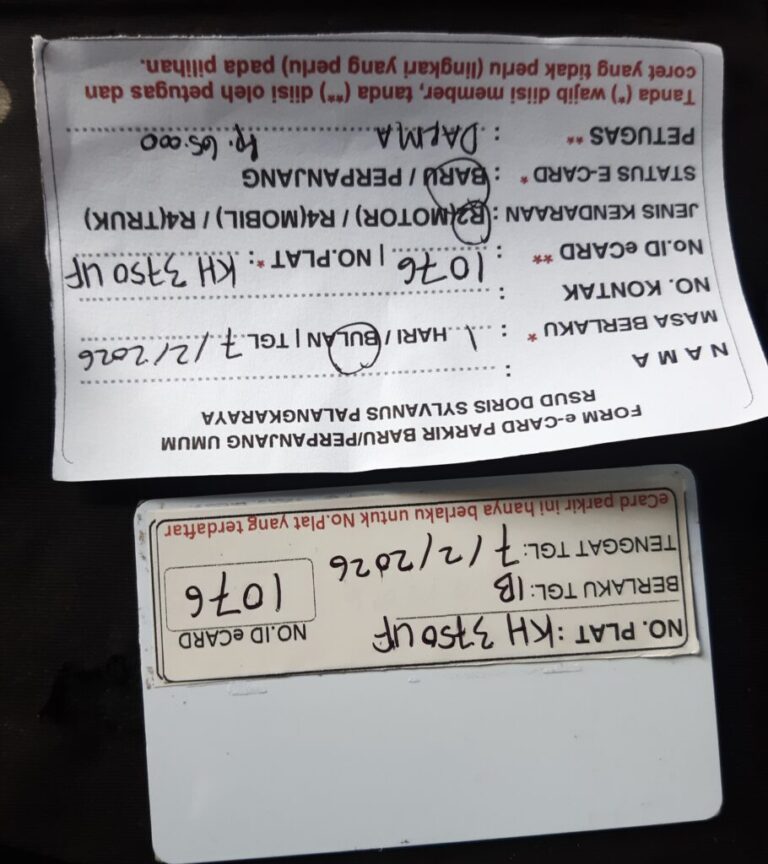 NO. PLAT : KH 3750 UF
NO.ID eCARD
BERLAKU TGL: 1B
1076
TENGGAT TGL: 7/2/2026
eCard parkir ini hanya berlaku untuk No.Plat yang terdaftar
FORM e-CARD PARKIR BARU/PERPANJANG UMUM
RSUD DORIS SYLVANUS PALANGKARAYA
N A M A :
MASA BERLAKU * : 1 HARI / BULAN | TGL 7/2/2026
NO. KONTAK :
No.ID eCARD ** : 1076 | NO.PLAT *: KH 3750 UF
JENIS KENDARAAN : R2(MOTOR) / R4(MOBIL) / R4(TRUK)
STATUS E-CARD * : BARU / PERPANJANG
PETUGAS ** : DALMA Rp. 65.000
Tanda (*) wajib diisi member, tanda (**) diisi oleh petugas dan
coret yang tidak perlu (lingkari yang perlu) pada pilihan.